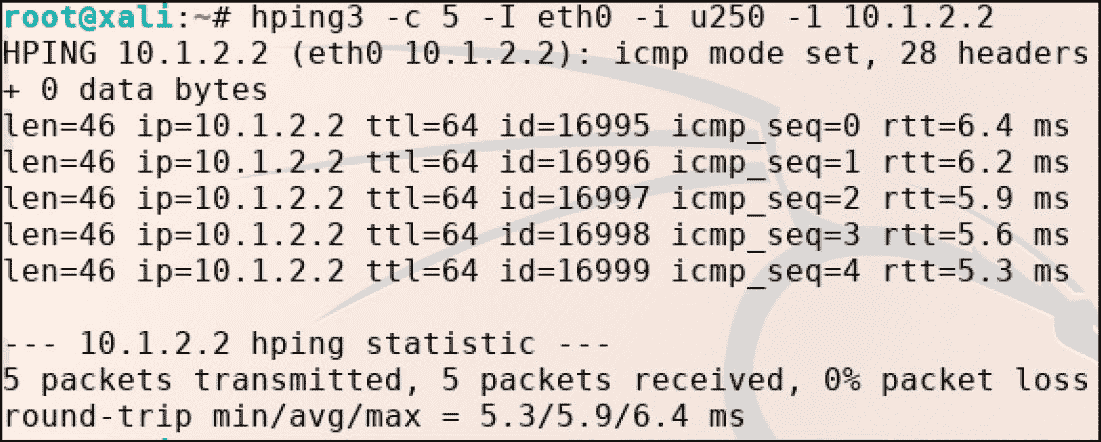 root@xali:~# hping3 -c 5 -I eth0 -i u250 -1 10.1.2.2
HPING 10.1.2.2 (eth0 10.1.2.2): icmp mode set, 28 headers
+ 0 data bytes
len=46 ip=10.1.2.2 ttl=64 id=16995 icmp_seq=0 rtt=6.4 ms
len=46 ip=10.1.2.2 ttl=64 id=16996 icmp_seq=1 rtt=6.2 ms
len=46 ip=10.1.2.2 ttl=64 id=16997 icmp_seq=2 rtt=5.9 ms
len=46 ip=10.1.2.2 ttl=64 id=16998 icmp_seq=3 rtt=5.6 ms
len=46 ip=10.1.2.2 ttl=64 id=16999 icmp_seq=4 rtt=5.3 ms
--- 10.1.2.2 hping statistic ---
5 packets transmitted, 5 packets received, 0% packet loss
round-trip min/avg/max = 5.3/5.9/6.4 ms